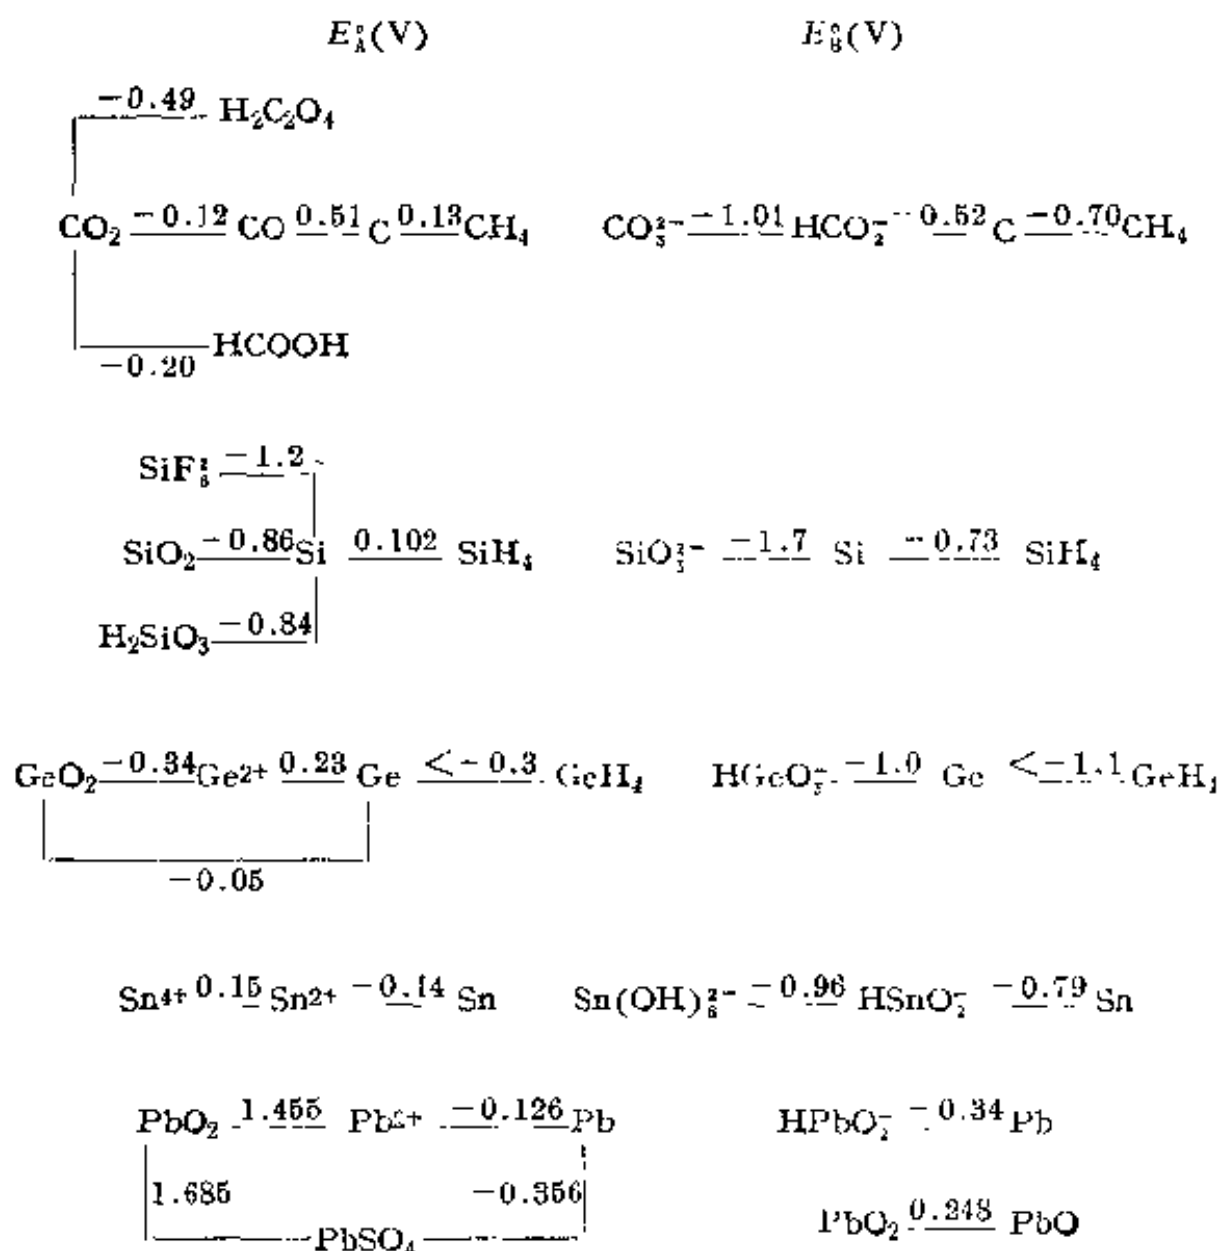 E°A(V) E°B(V)
−0.49 H₂C₂O₄
CO₂ −0.12 CO 0.51 C 0.13 CH₄ CO₃²⁻ −1.01 HCO₂⁻ −0.52 C −0.70 CH₄
−0.20 HCOOH
SiF₆²⁻ −1.2
SiO₂ −0.86 Si 0.102 SiH₄ SiO₃²⁻ −1.7 Si −0.73 SiH₄
H₂SiO₃ −0.84
GeO₂ −0.34 Ge²⁺ 0.23 Ge <−0.3 GeH₄ HGeO₃⁻ −1.0 Ge <−1.1 GeH₄
−0.05
Sn⁴⁺ 0.15 Sn²⁺ −0.14 Sn Sn(OH)₆²⁻ −0.96 HSnO₂⁻ −0.79 Sn
PbO₂ 1.455 Pb²⁺ −0.126 Pb HPbO₂⁻ −0.34 Pb
1.685 −0.356
PbSO₄ PbO₂ 0.248 PbO